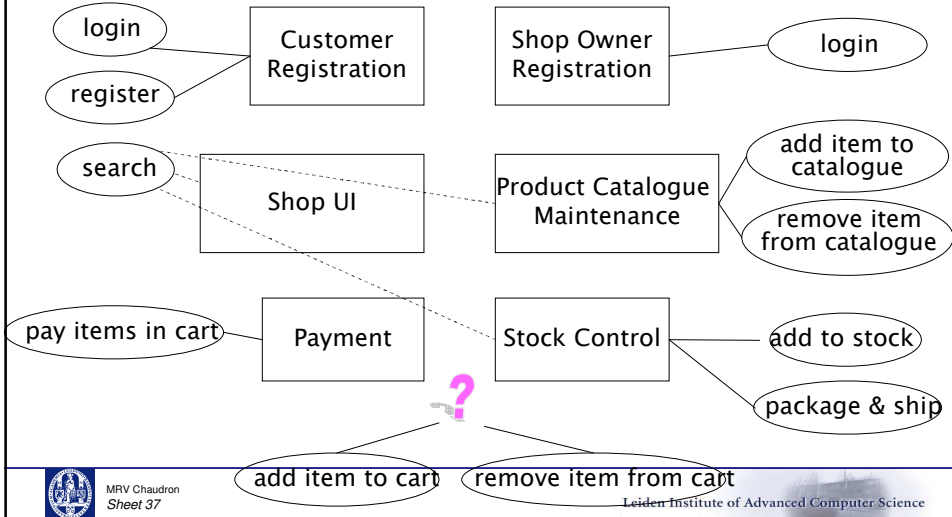 login
Customer
Registration
Shop Owner
Registration
login
register
search
Shop UI
Product Catalogue
Maintenance
add item to
catalogue
remove item
from catalogue
pay items in cart
Payment
Stock Control
add to stock
package & ship
?
add item to cart
remove item from cart
MRV Chaudron
Sheet 37
Leiden Institute of Advanced Computer Science